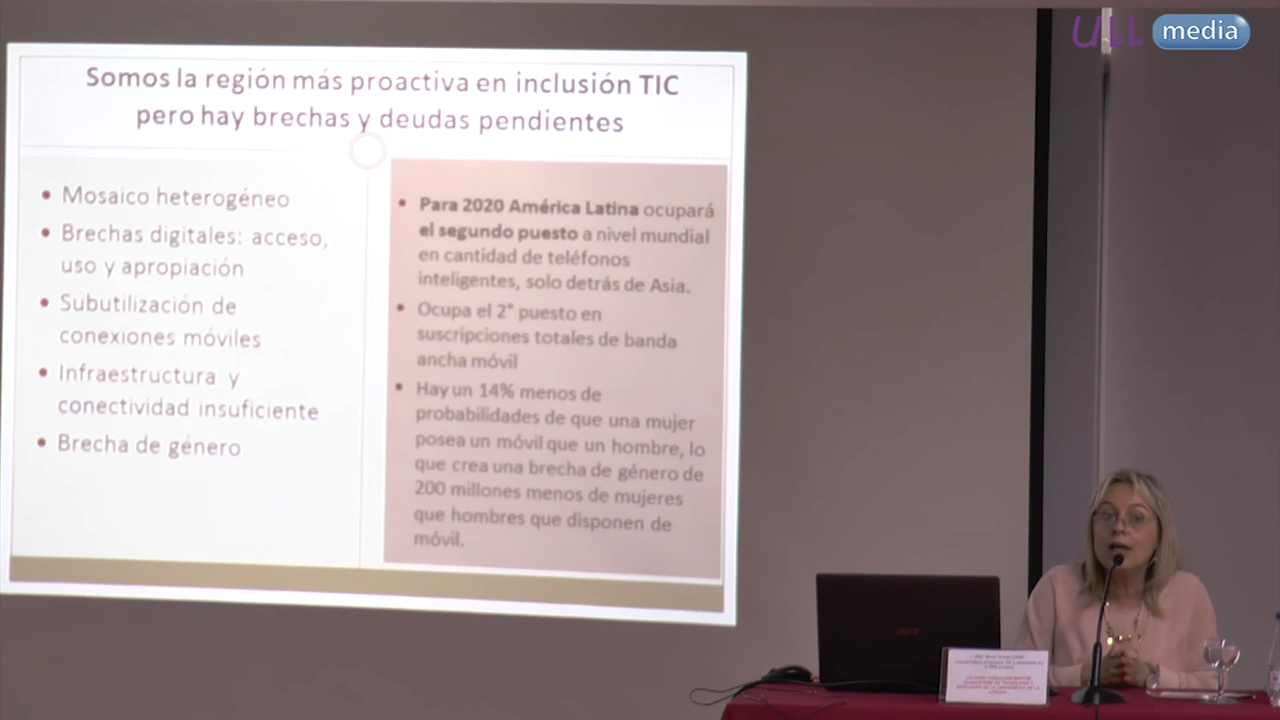 ULL media
Somos la región más proactiva en inclusión TIC
pero hay brechas y deudas pendientes
• Mosaico heterogéneo
• Brechas digitales: acceso,
uso y apropiación
• Subutilización de
conexiones móviles
• Infraestructura y
conectividad insuficiente
• Brecha de género
• Para 2020 América Latina ocupará
el segundo puesto a nivel mundial
en cantidad de teléfonos
inteligentes, solo detrás de Asia.
• Ocupa el 2° puesto en
suscripciones totales de banda
ancha móvil
• Hay un 14% menos de
probabilidades de que una mujer
posea un móvil que un hombre, lo
que crea una brecha de género de
200 millones menos de mujeres
que hombres que disponen de
móvil.
acer